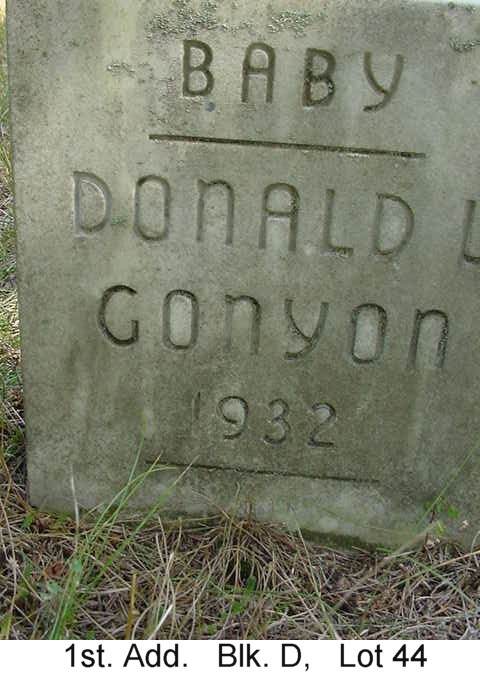 BABY
DONALD L
GONYON
1932
1st. Add. Blk. D, Lot 44